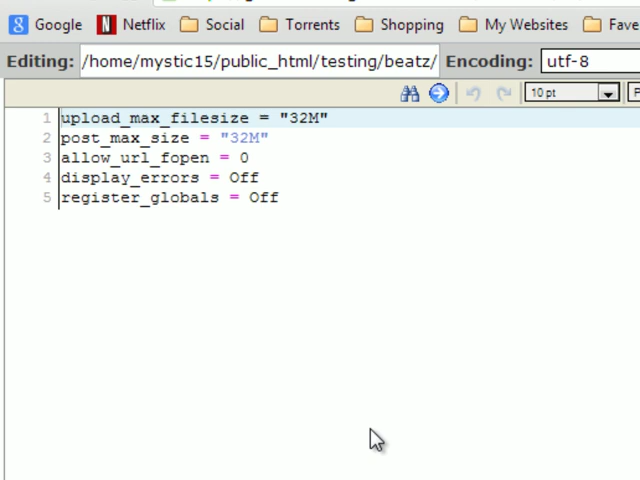 Google Netflix Social Torrents Shopping My Websites Fave
Editing: /home/mystic15/public_html/testing/beatz/ Encoding: utf-8
10 pt
1 upload_max_filesize = "32M"
2 post_max_size = "32M"
3 allow_url_fopen = 0
4 display_errors = Off
5 register_globals = Off